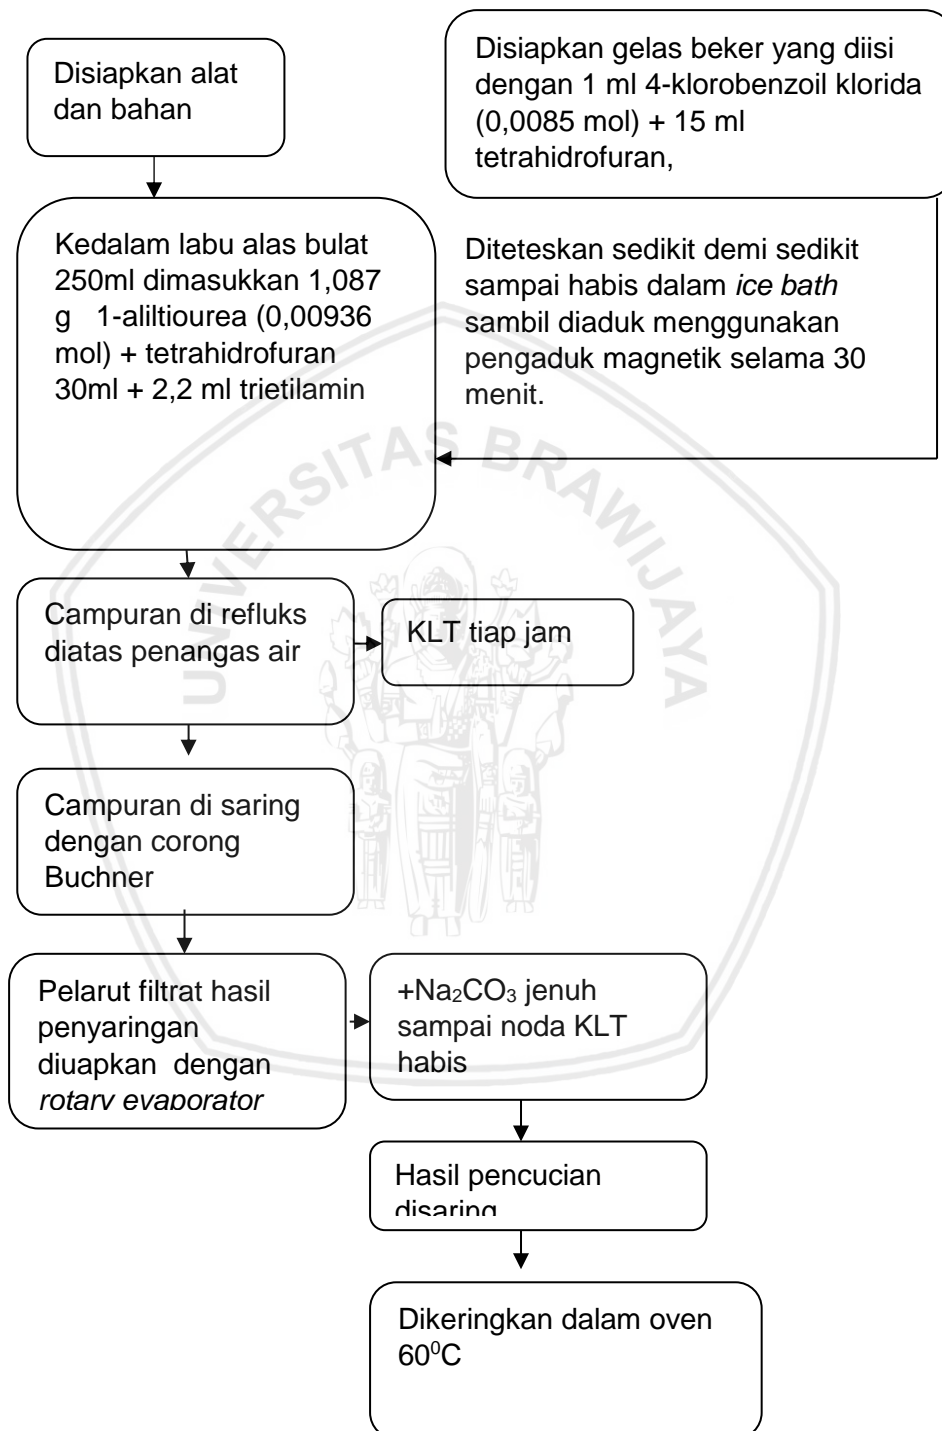 Disiapkan alat
dan bahan
Disiapkan gelas beker yang diisi
dengan 1 ml 4-klorobenzoil klorida
(0,0085 mol) + 15 ml
tetrahidrofuran,
Kedalam labu alas bulat
250ml dimasukkan 1,087
g 1-aliltiourea (0,00936
mol) + tetrahidrofuran
30ml + 2,2 ml trietilamin
Diteteskan sedikit demi sedikit
sampai habis dalam ice bath
sambil diaduk menggunakan
pengaduk magnetik selama 30
menit.
UNIVERSITAS BRAWIJAYA
Campuran di refluks
diatas penangas air
KLT tiap jam
Campuran di saring
dengan corong
Buchner
Pelarut filtrat hasil
penyaringan
diuapkan dengan
rotary evaporator
+Na₂CO₃ jenuh
sampai noda KLT
habis
Hasil pencucian
disaring
Dikeringkan dalam oven
60⁰C